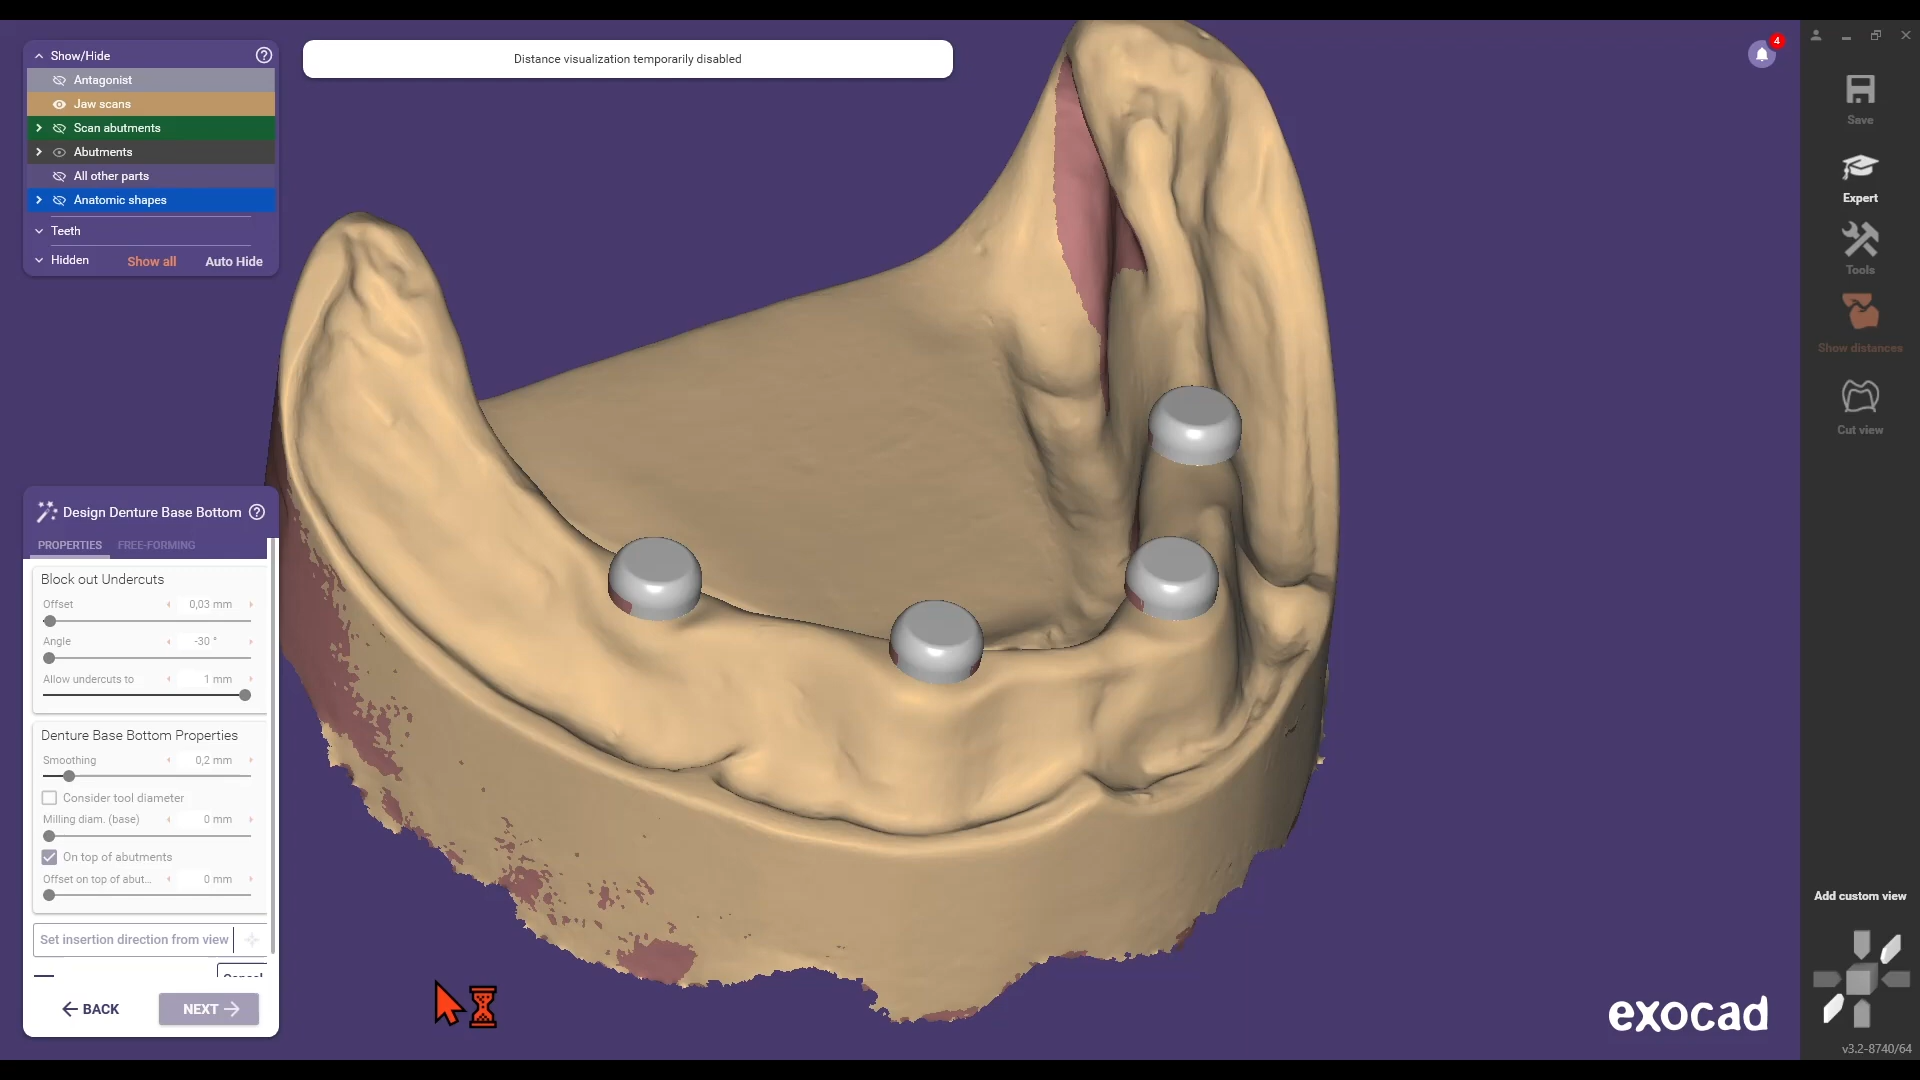 Show/Hide
Antagonist
Jaw scans
Scan abutments
Abutments
All other parts
Anatomic shapes
Teeth
Hidden Show all Auto Hide
Distance visualization temporarily disabled
4
Save
Expert
Tools
Show distances
Cut view
Design Denture Base Bottom
PROPERTIES FREE-FORMING
Block out Undercuts
Offset 0,03 mm
Angle -30 °
Allow undercuts to 1 mm
Denture Base Bottom Properties
Smoothing 0,2 mm
Consider tool diameter
Milling diam. (base) 0 mm
On top of abutments
Offset on top of abut... 0 mm
Set insertion direction from view
Cancel
BACK NEXT
Add custom view
exocad
v3.2-8740/64